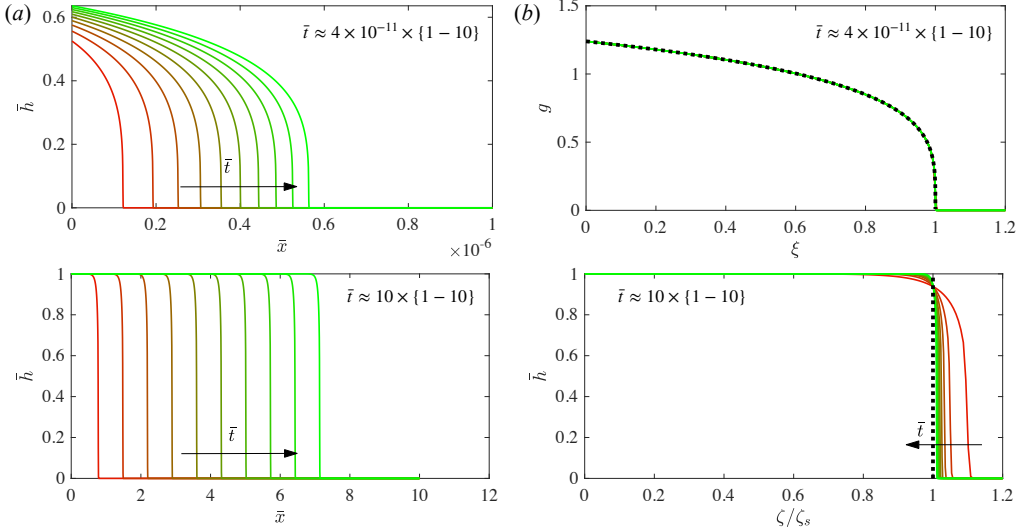 (a)
t̄ ≈ 4 × 10⁻¹¹ × {1 – 10}
0.6
0.4
0.2
0
h̄
t̄
0 0.2 0.4 0.6 0.8 1
×10⁻⁶
x̄
(b)
t̄ ≈ 4 × 10⁻¹¹ × {1 – 10}
1.5
1
0.5
0
g
0 0.2 0.4 0.6 0.8 1 1.2
ξ
t̄ ≈ 10 × {1 – 10}
1
0.8
0.6
0.4
0.2
0
h̄
t̄
0 2 4 6 8 10 12
x̄
t̄ ≈ 10 × {1 – 10}
1
0.8
0.6
0.4
0.2
0
h̄
t̄
0 0.2 0.4 0.6 0.8 1 1.2
ζ/ζₛ